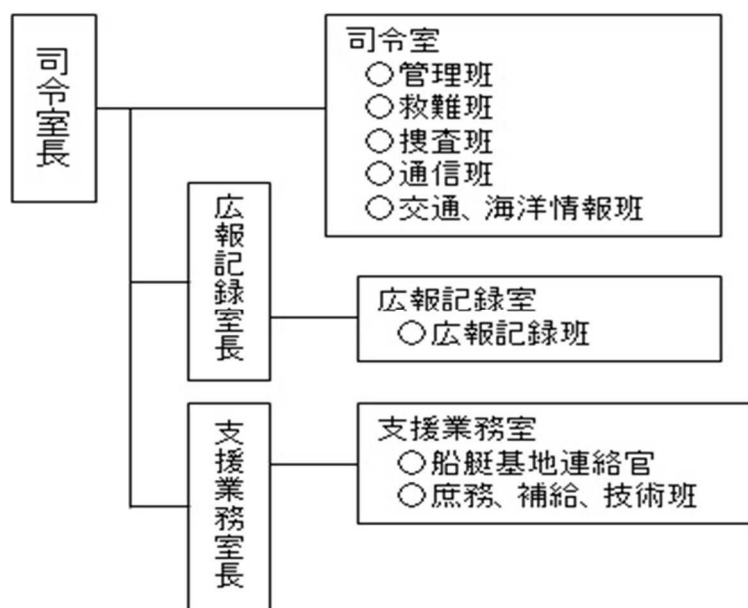 司令室長
司令室
○管理班
○救難班
○捜査班
○通信班
○交通、海洋情報班
広報記録室長
広報記録室
○広報記録班
支援業務室長
支援業務室
○船艇基地連絡官
○庶務、補給、技術班